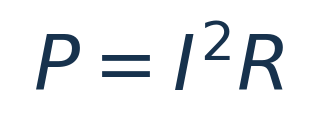 P = I²R